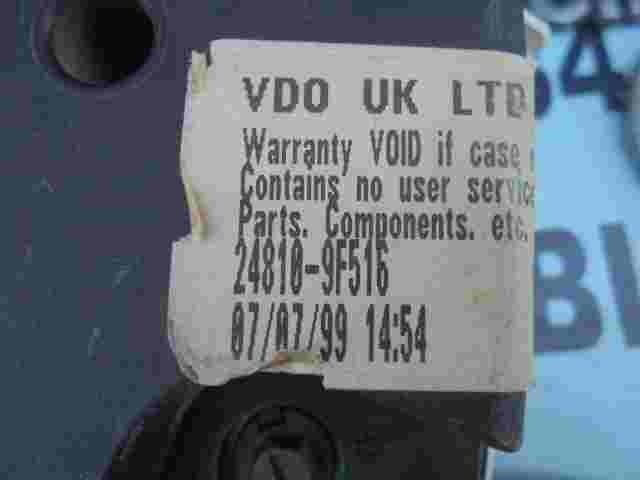 VDO UK LTD
Warranty VOID if case
Contains no user service
Parts. Components. etc.
24810-9F516
07/07/99 14:54